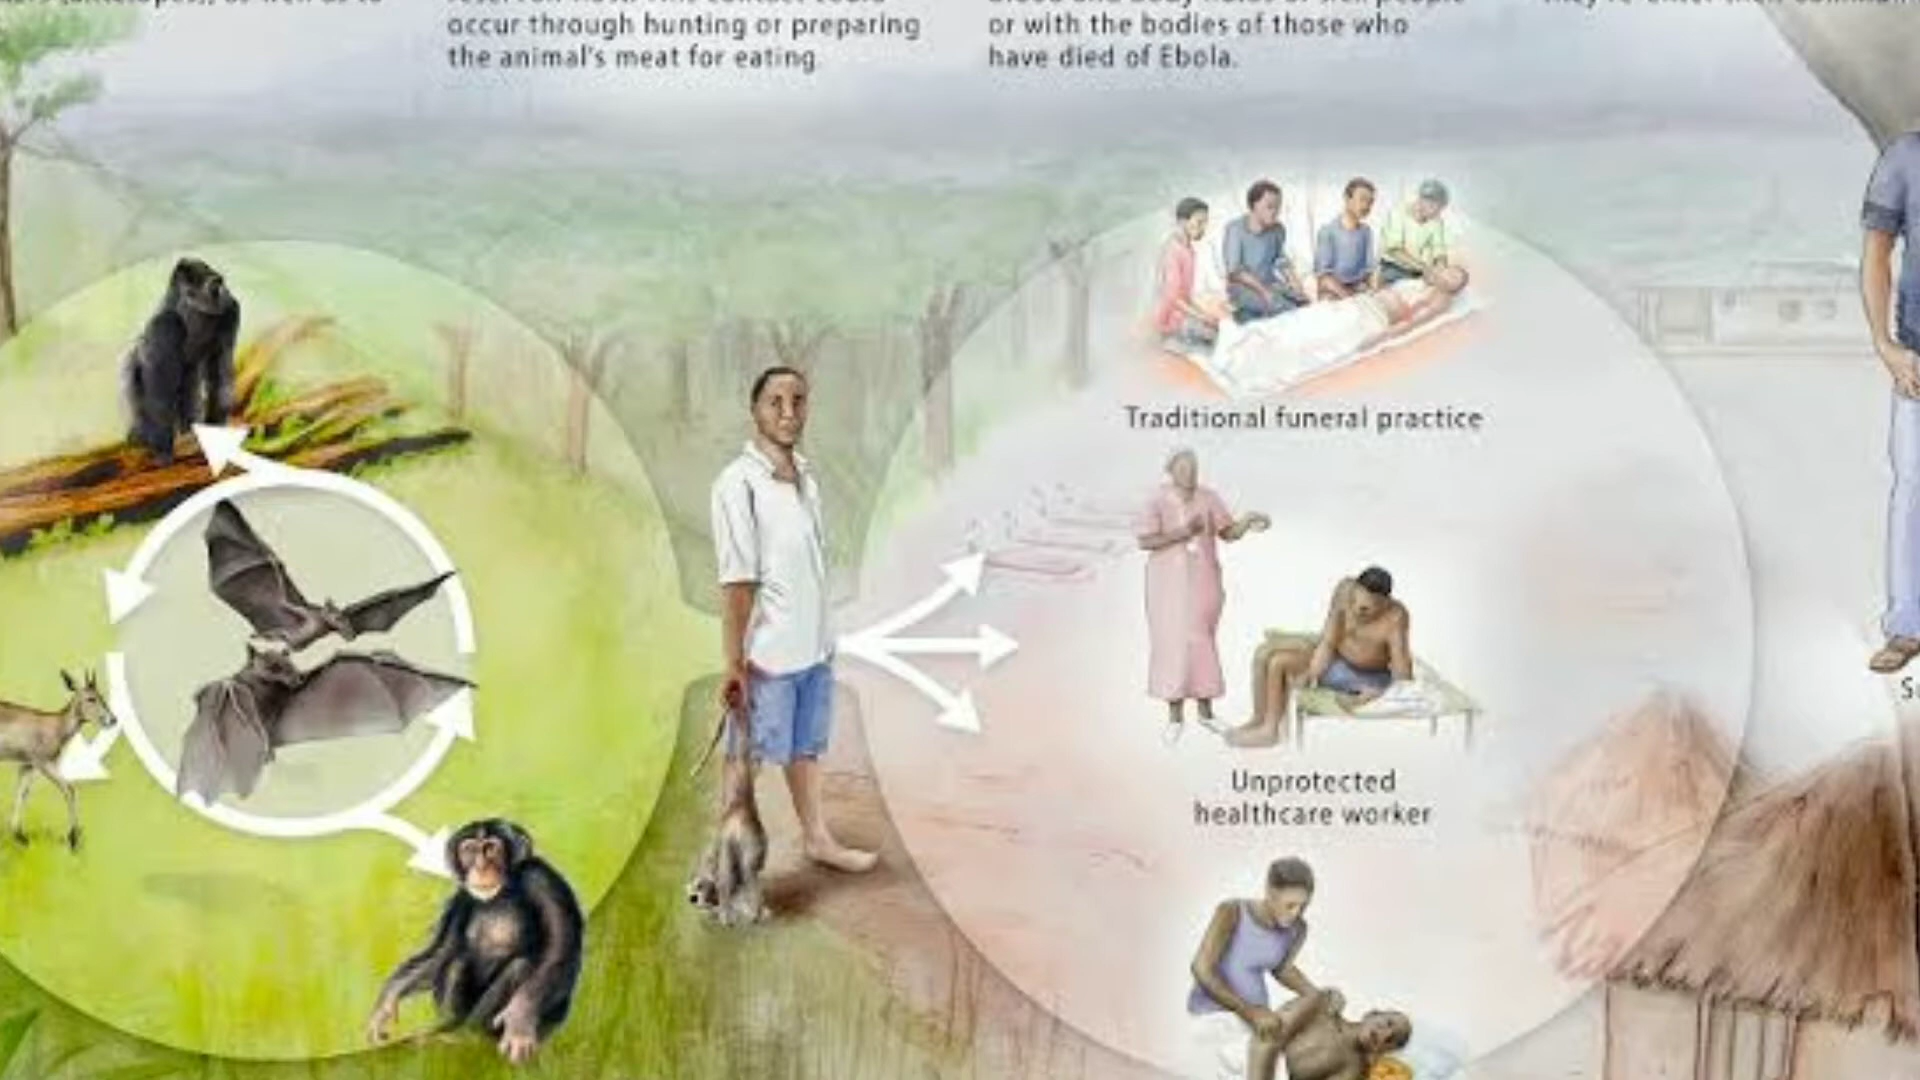 occur through hunting or preparing
the animal's meat for eating
or with the bodies of those who
have died of Ebola.
Traditional funeral practice
Unprotected
healthcare worker